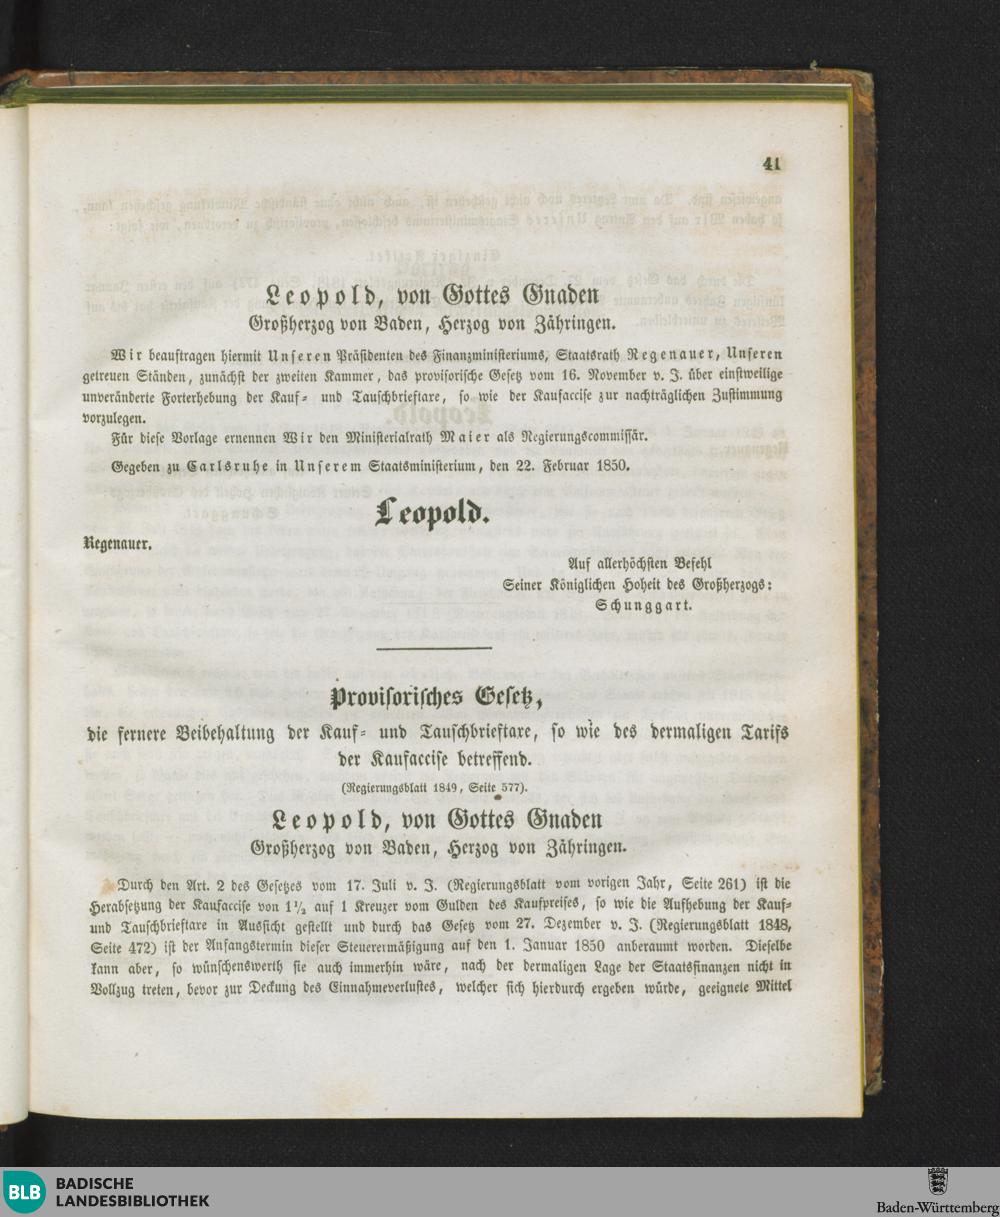 41
Leopold, von Gottes Gnaden
Großherzog von Baden, Herzog von Zähringen.
Wir beauftragen hiermit Unseren Präsidenten des Finanzministeriums, Staatsrath Regenauer, Unseren
getreuen Ständen, zunächst der zweiten Kammer, das provisorische Gesetz vom 16. November v. J. über einstweilige
unveränderte Forterhebung der Kauf- und Tauschbrieftaxe, so wie der Kaufaccise zur nachträglichen Zustimmung
vorzulegen.
Für diese Vorlage ernennen Wir den Ministerialrath Maier als Regierungscommissär.
Gegeben zu Carlsruhe in Unserem Staatsministerium, den 22. Februar 1850.
Leopold.
Regenauer.
Auf allerhöchsten Befehl
Seiner Königlichen Hoheit des Großherzogs:
Schunggart.
Provisorisches Gesetz,
die fernere Beibehaltung der Kauf- und Tauschbrieftaxe, so wie des dermaligen Tarifs
der Kaufaccise betreffend.
(Regierungsblatt 1849, Seite 577).
Leopold, von Gottes Gnaden
Großherzog von Baden, Herzog von Zähringen.
Durch den Art. 2 des Gesetzes vom 17. Juli v. J. (Regierungsblatt vom vorigen Jahr, Seite 261) ist die
Herabsetzung der Kaufaccise von 1½ auf 1 Kreuzer vom Gulden des Kaufpreises, so wie die Aufhebung der Kauf-
und Tauschbrieftaxe in Aussicht gestellt und durch das Gesetz vom 27. Dezember v. J. (Regierungsblatt 1848,
Seite 472) ist der Anfangstermin dieser Steuerermäßigung auf den 1. Januar 1850 anberaumt worden. Dieselbe
kann aber, so wünschenswerth sie auch immerhin wäre, nach der dermaligen Lage der Staatsfinanzen nicht in
Vollzug treten, bevor zur Deckung des Einnahmeverlustes, welcher sich hierdurch ergeben würde, geeignete Mittel
BLB BADISCHE
LANDESBIBLIOTHEK
Baden-Württemberg